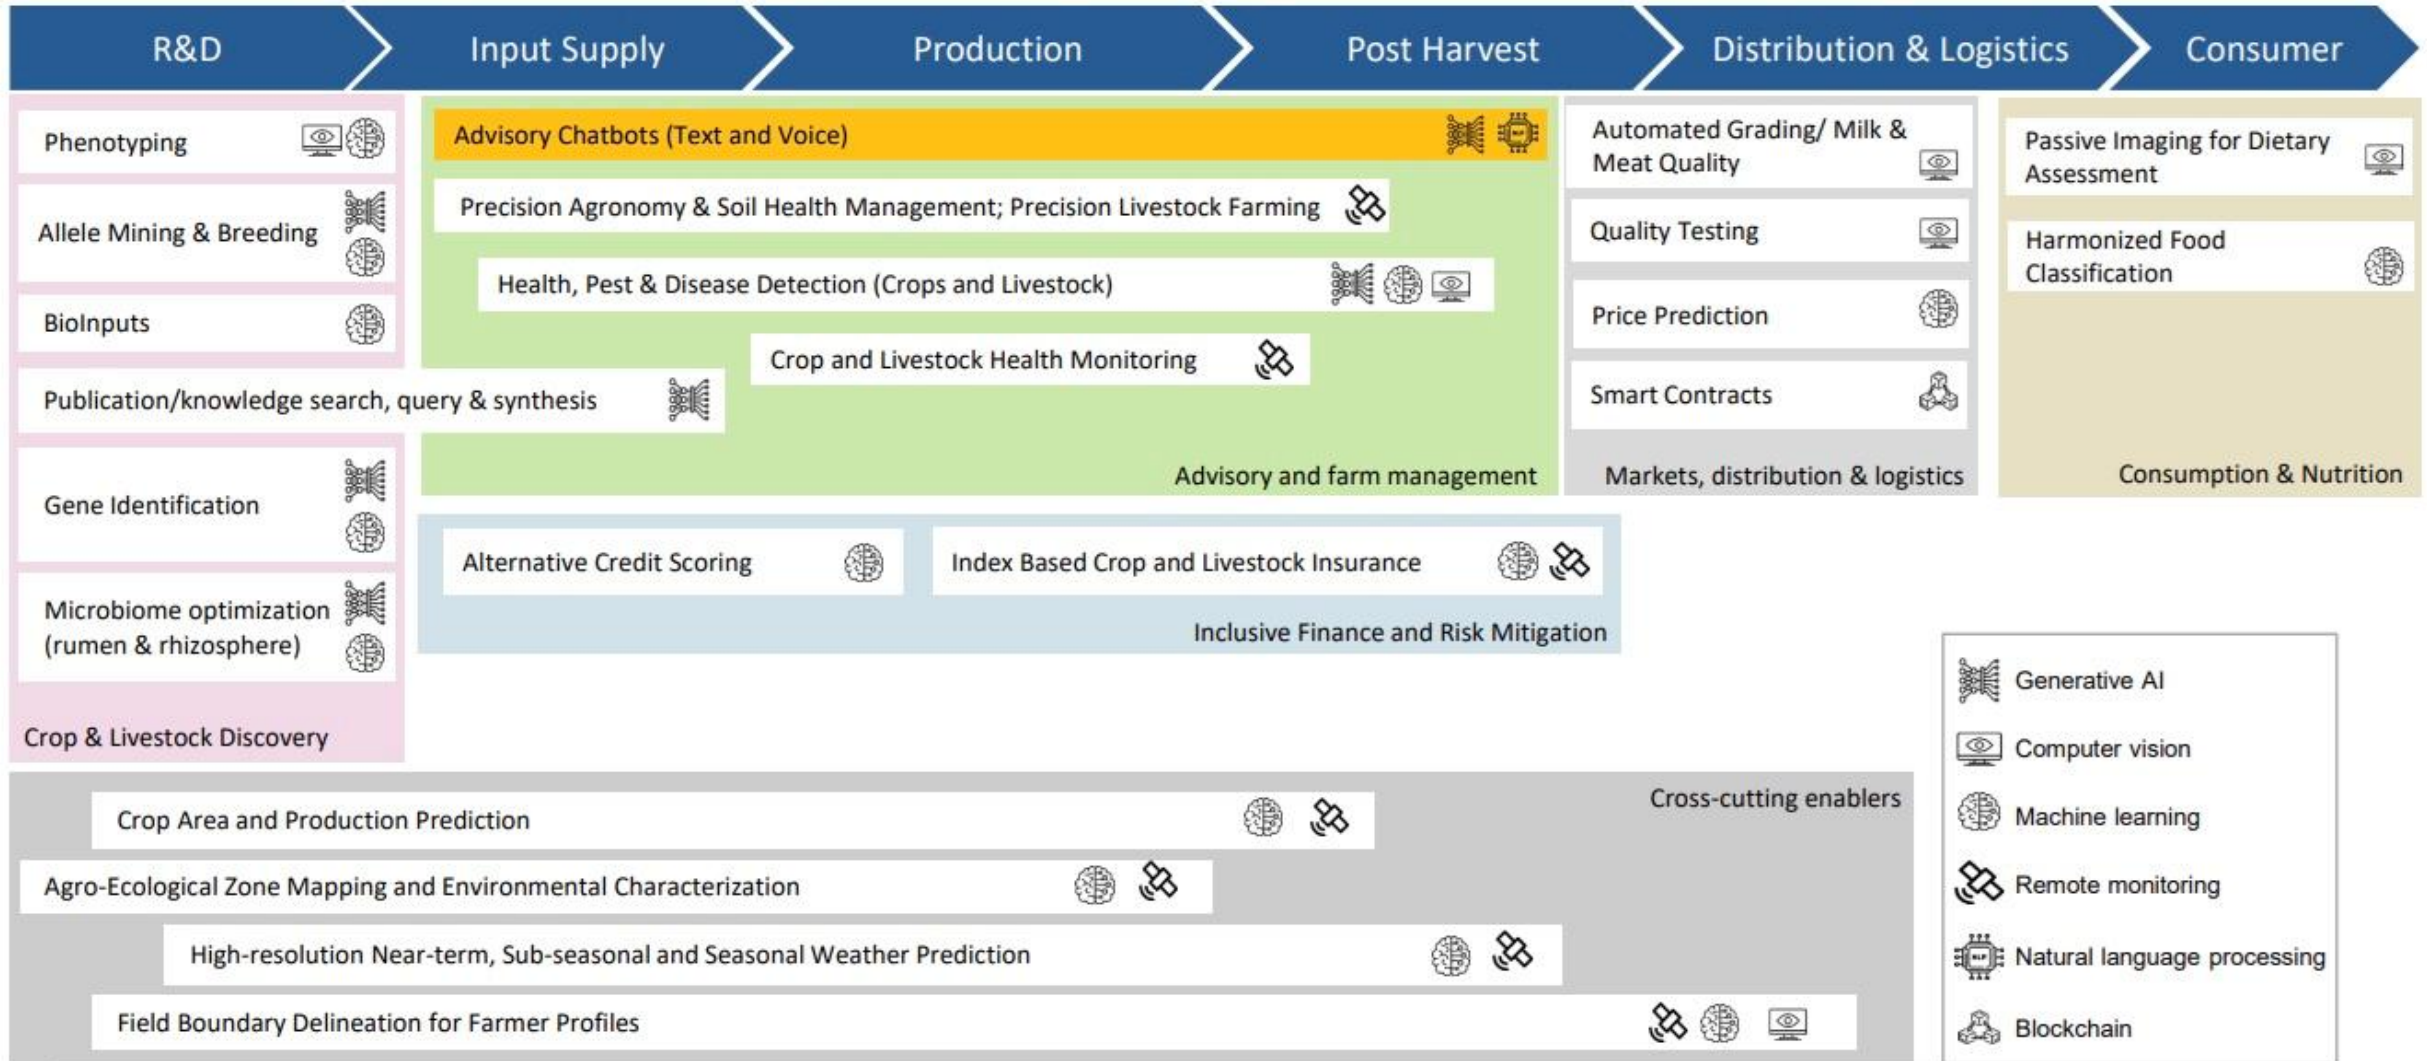 R&D
Input Supply
Production
Post Harvest
Distribution & Logistics
Consumer
Phenotyping
Allele Mining & Breeding
BioInputs
Publication/knowledge search, query & synthesis
Gene Identification
Microbiome optimization
(rumen & rhizosphere)
Crop & Livestock Discovery
Advisory Chatbots (Text and Voice)
NLP
Precision Agronomy & Soil Health Management; Precision Livestock Farming
Health, Pest & Disease Detection (Crops and Livestock)
Crop and Livestock Health Monitoring
Advisory and farm management
Automated Grading/ Milk &
Meat Quality
Quality Testing
Price Prediction
Smart Contracts
Markets, distribution & logistics
Passive Imaging for Dietary
Assessment
Harmonized Food
Classification
Consumption & Nutrition
Alternative Credit Scoring
Index Based Crop and Livestock Insurance
Inclusive Finance and Risk Mitigation
Cross-cutting enablers
Crop Area and Production Prediction
Agro-Ecological Zone Mapping and Environmental Characterization
High-resolution Near-term, Sub-seasonal and Seasonal Weather Prediction
Field Boundary Delineation for Farmer Profiles
Generative AI
Computer vision
Machine learning
Remote monitoring
NLP
Natural language processing
Blockchain